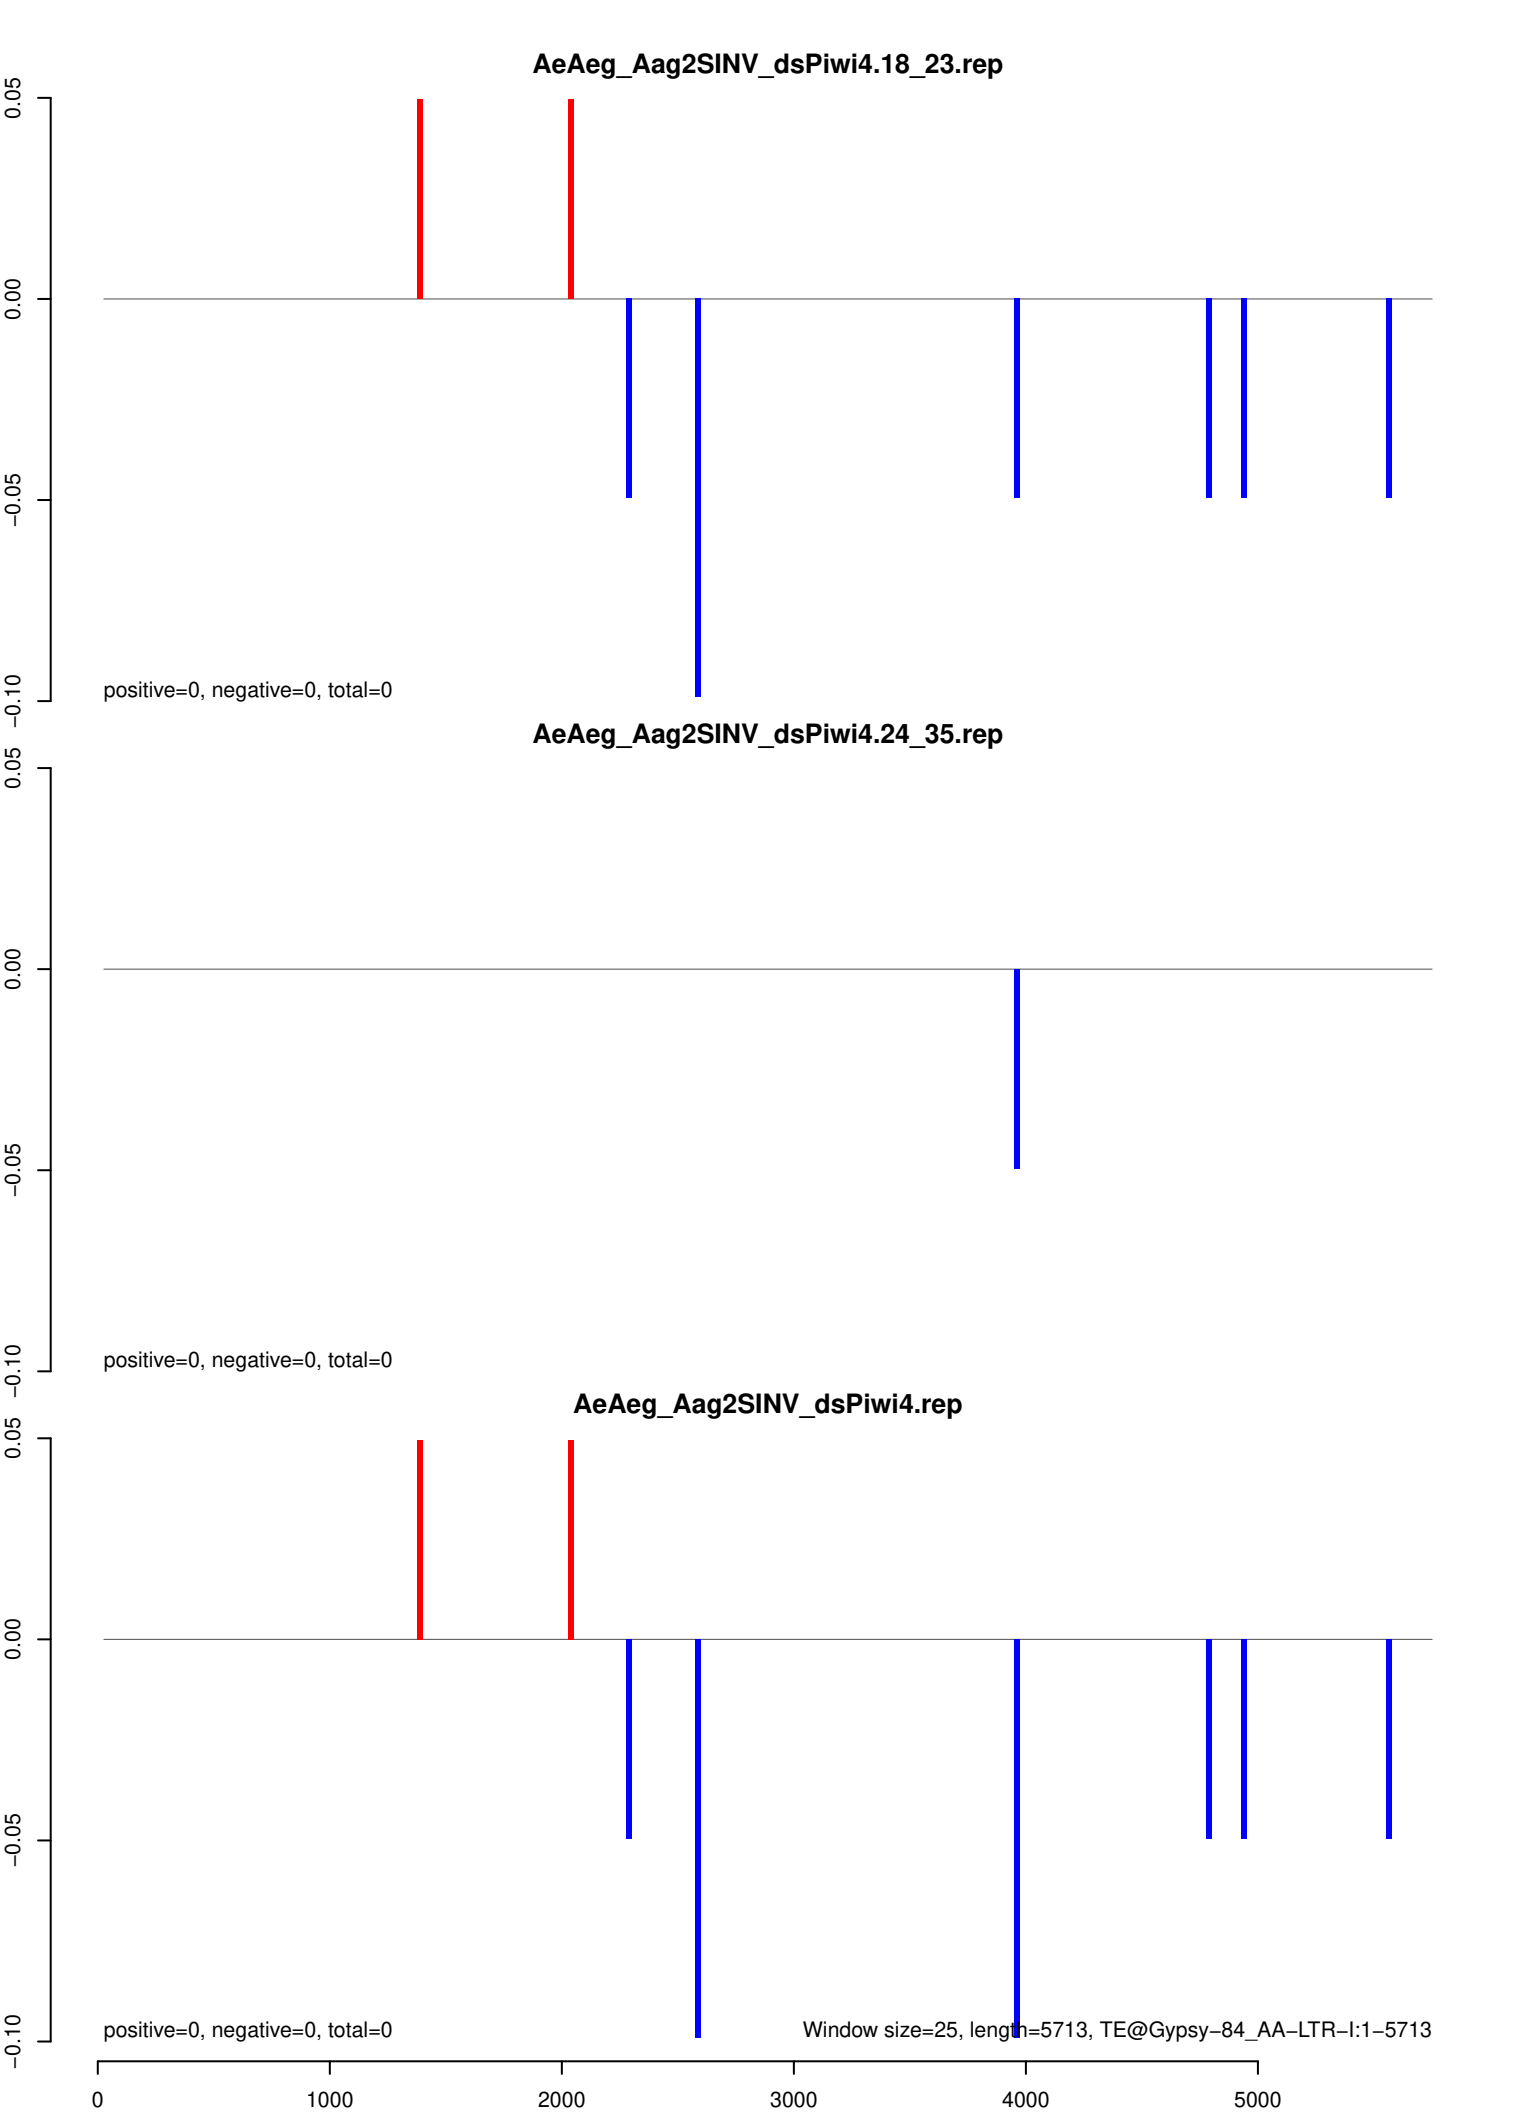 AeAeg_Aag2SINV_dsPiwi4.18_23.rep
0.05
0.00
−0.05
−0.10
positive=0, negative=0, total=0
AeAeg_Aag2SINV_dsPiwi4.24_35.rep
0.05
0.00
−0.05
−0.10
positive=0, negative=0, total=0
AeAeg_Aag2SINV_dsPiwi4.rep
0.05
0.00
−0.05
−0.10
positive=0, negative=0, total=0
Window size=25, length=5713, TE@Gypsy−84_AA−LTR−I:1−5713
0 1000 2000 3000 4000 5000